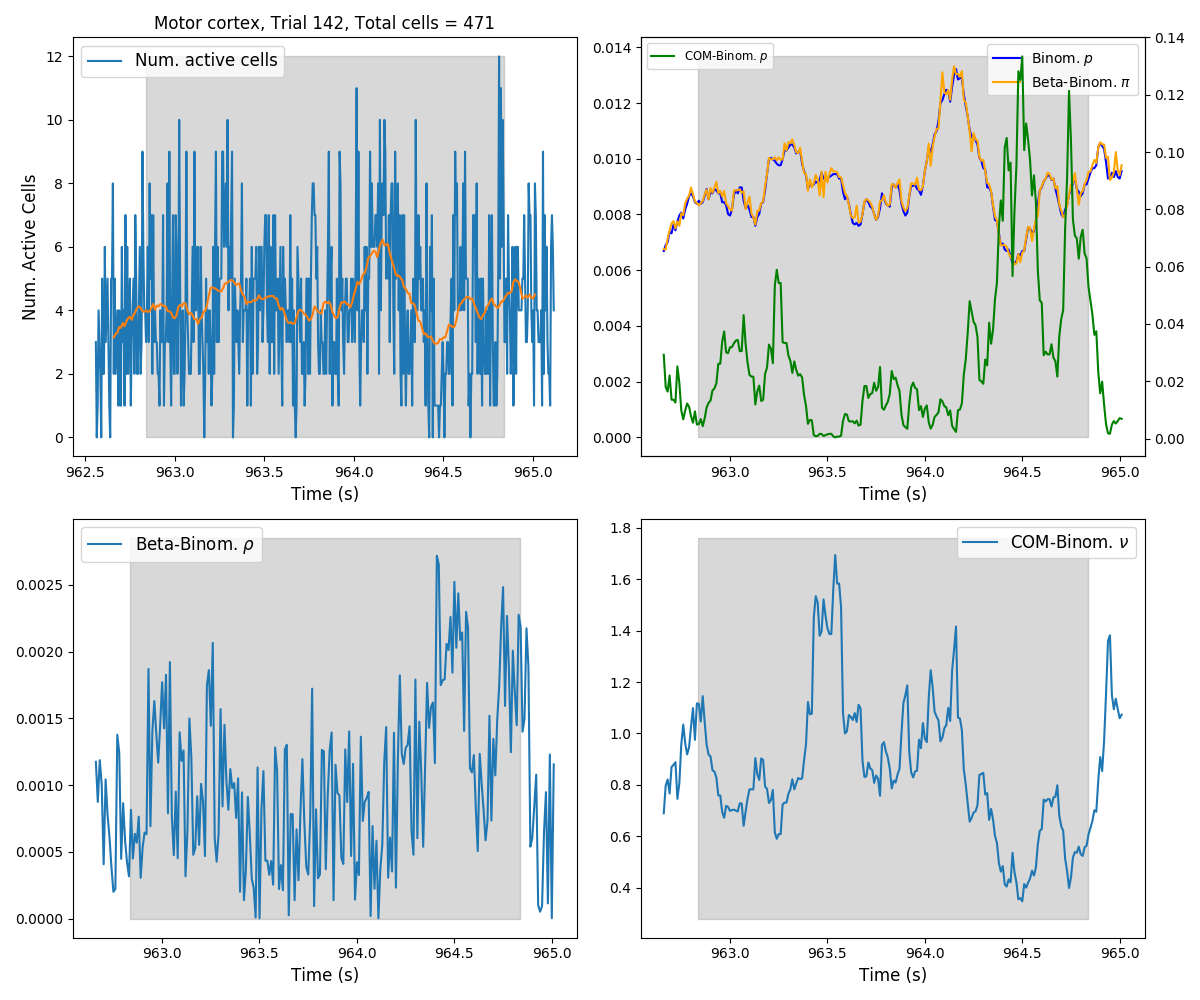 Motor cortex, Trial 142, Total cells = 471
Num. active cells
Num. Active Cells
12
10
8
6
4
2
0
962.5 963.0 963.5 964.0 964.5 965.0
Time (s)
COM-Binom. p
Binom. p
Beta-Binom. π
0.014
0.012
0.010
0.008
0.006
0.004
0.002
0.000
0.14
0.12
0.10
0.08
0.06
0.04
0.02
0.00
963.0 963.5 964.0 964.5 965.0
Time (s)
Beta-Binom. ρ
0.0025
0.0020
0.0015
0.0010
0.0005
0.0000
963.0 963.5 964.0 964.5 965.0
Time (s)
COM-Binom. ν
1.8
1.6
1.4
1.2
1.0
0.8
0.6
0.4
963.0 963.5 964.0 964.5 965.0
Time (s)